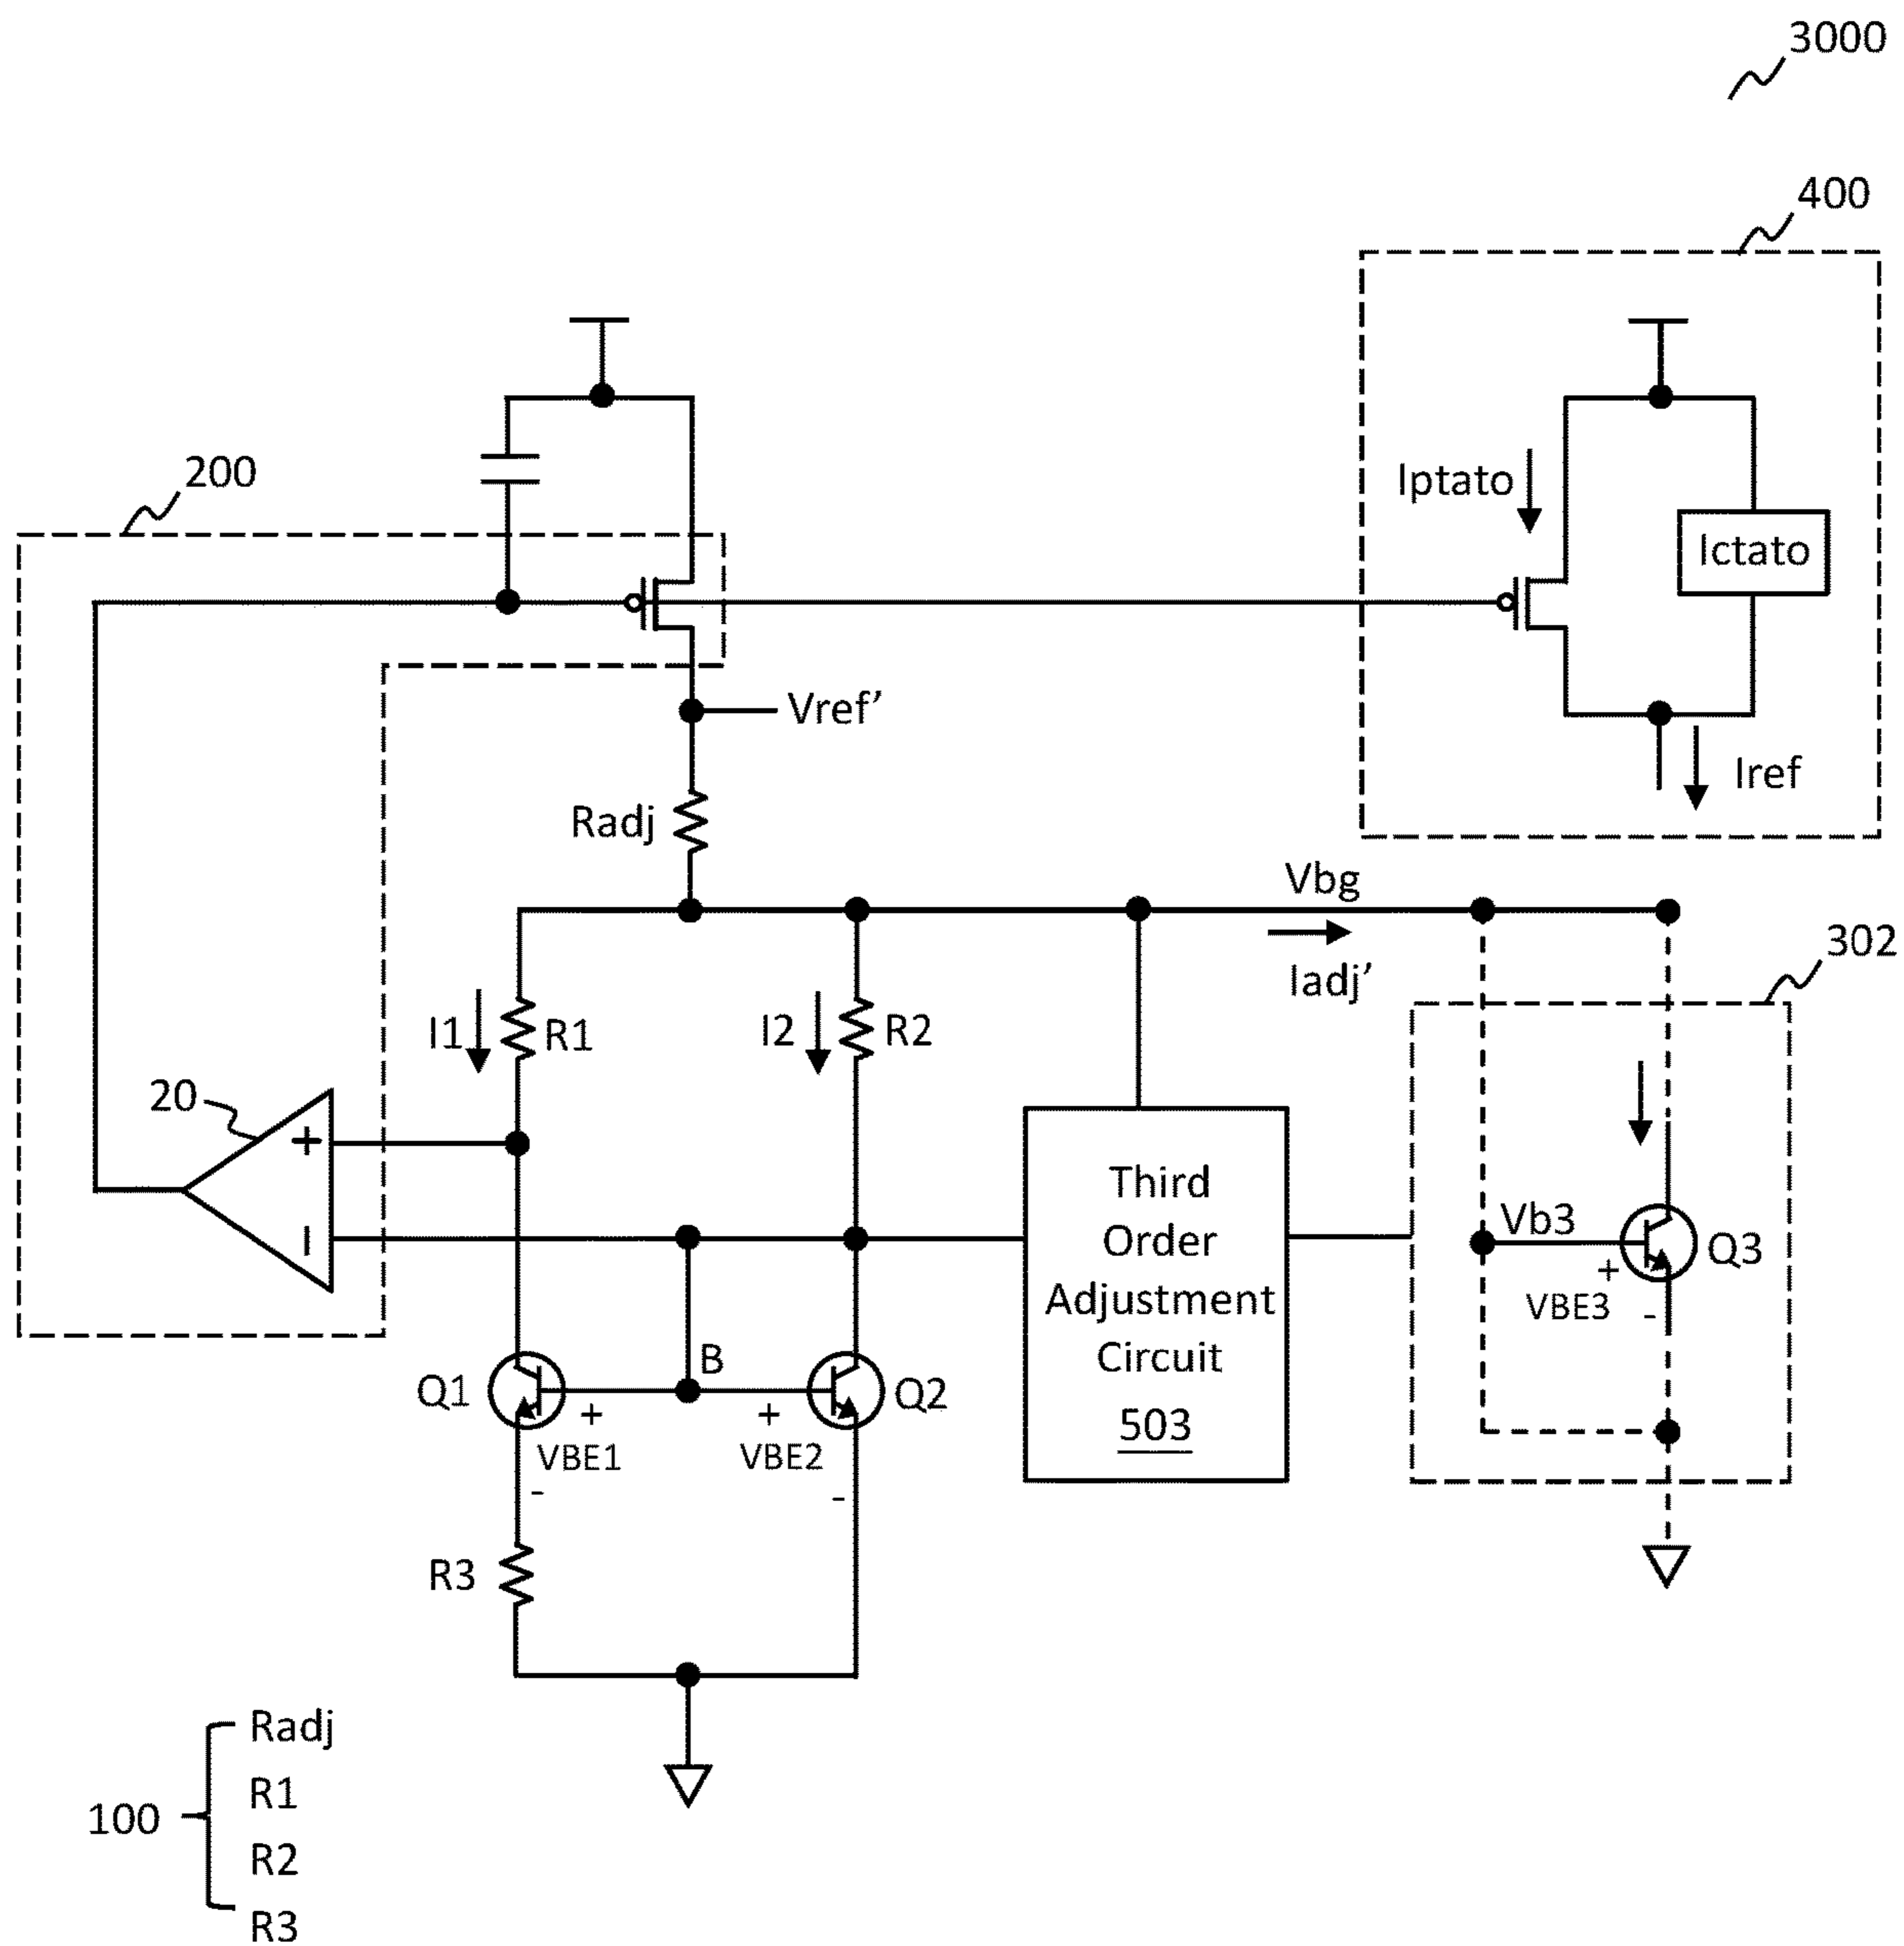 3000
400
200
Iptato
Ictato
Vref’
Iref
Radj
Vbg
302
Iadj’
I1
R1
I2
R2
20
+
Third
Order
Adjustment
Circuit
503
Vb3
Q3
+
VBE3
-
B
Q1
Q2
+
+
VBE1
VBE2
-
-
R3
Radj
R1
100
R2
R3